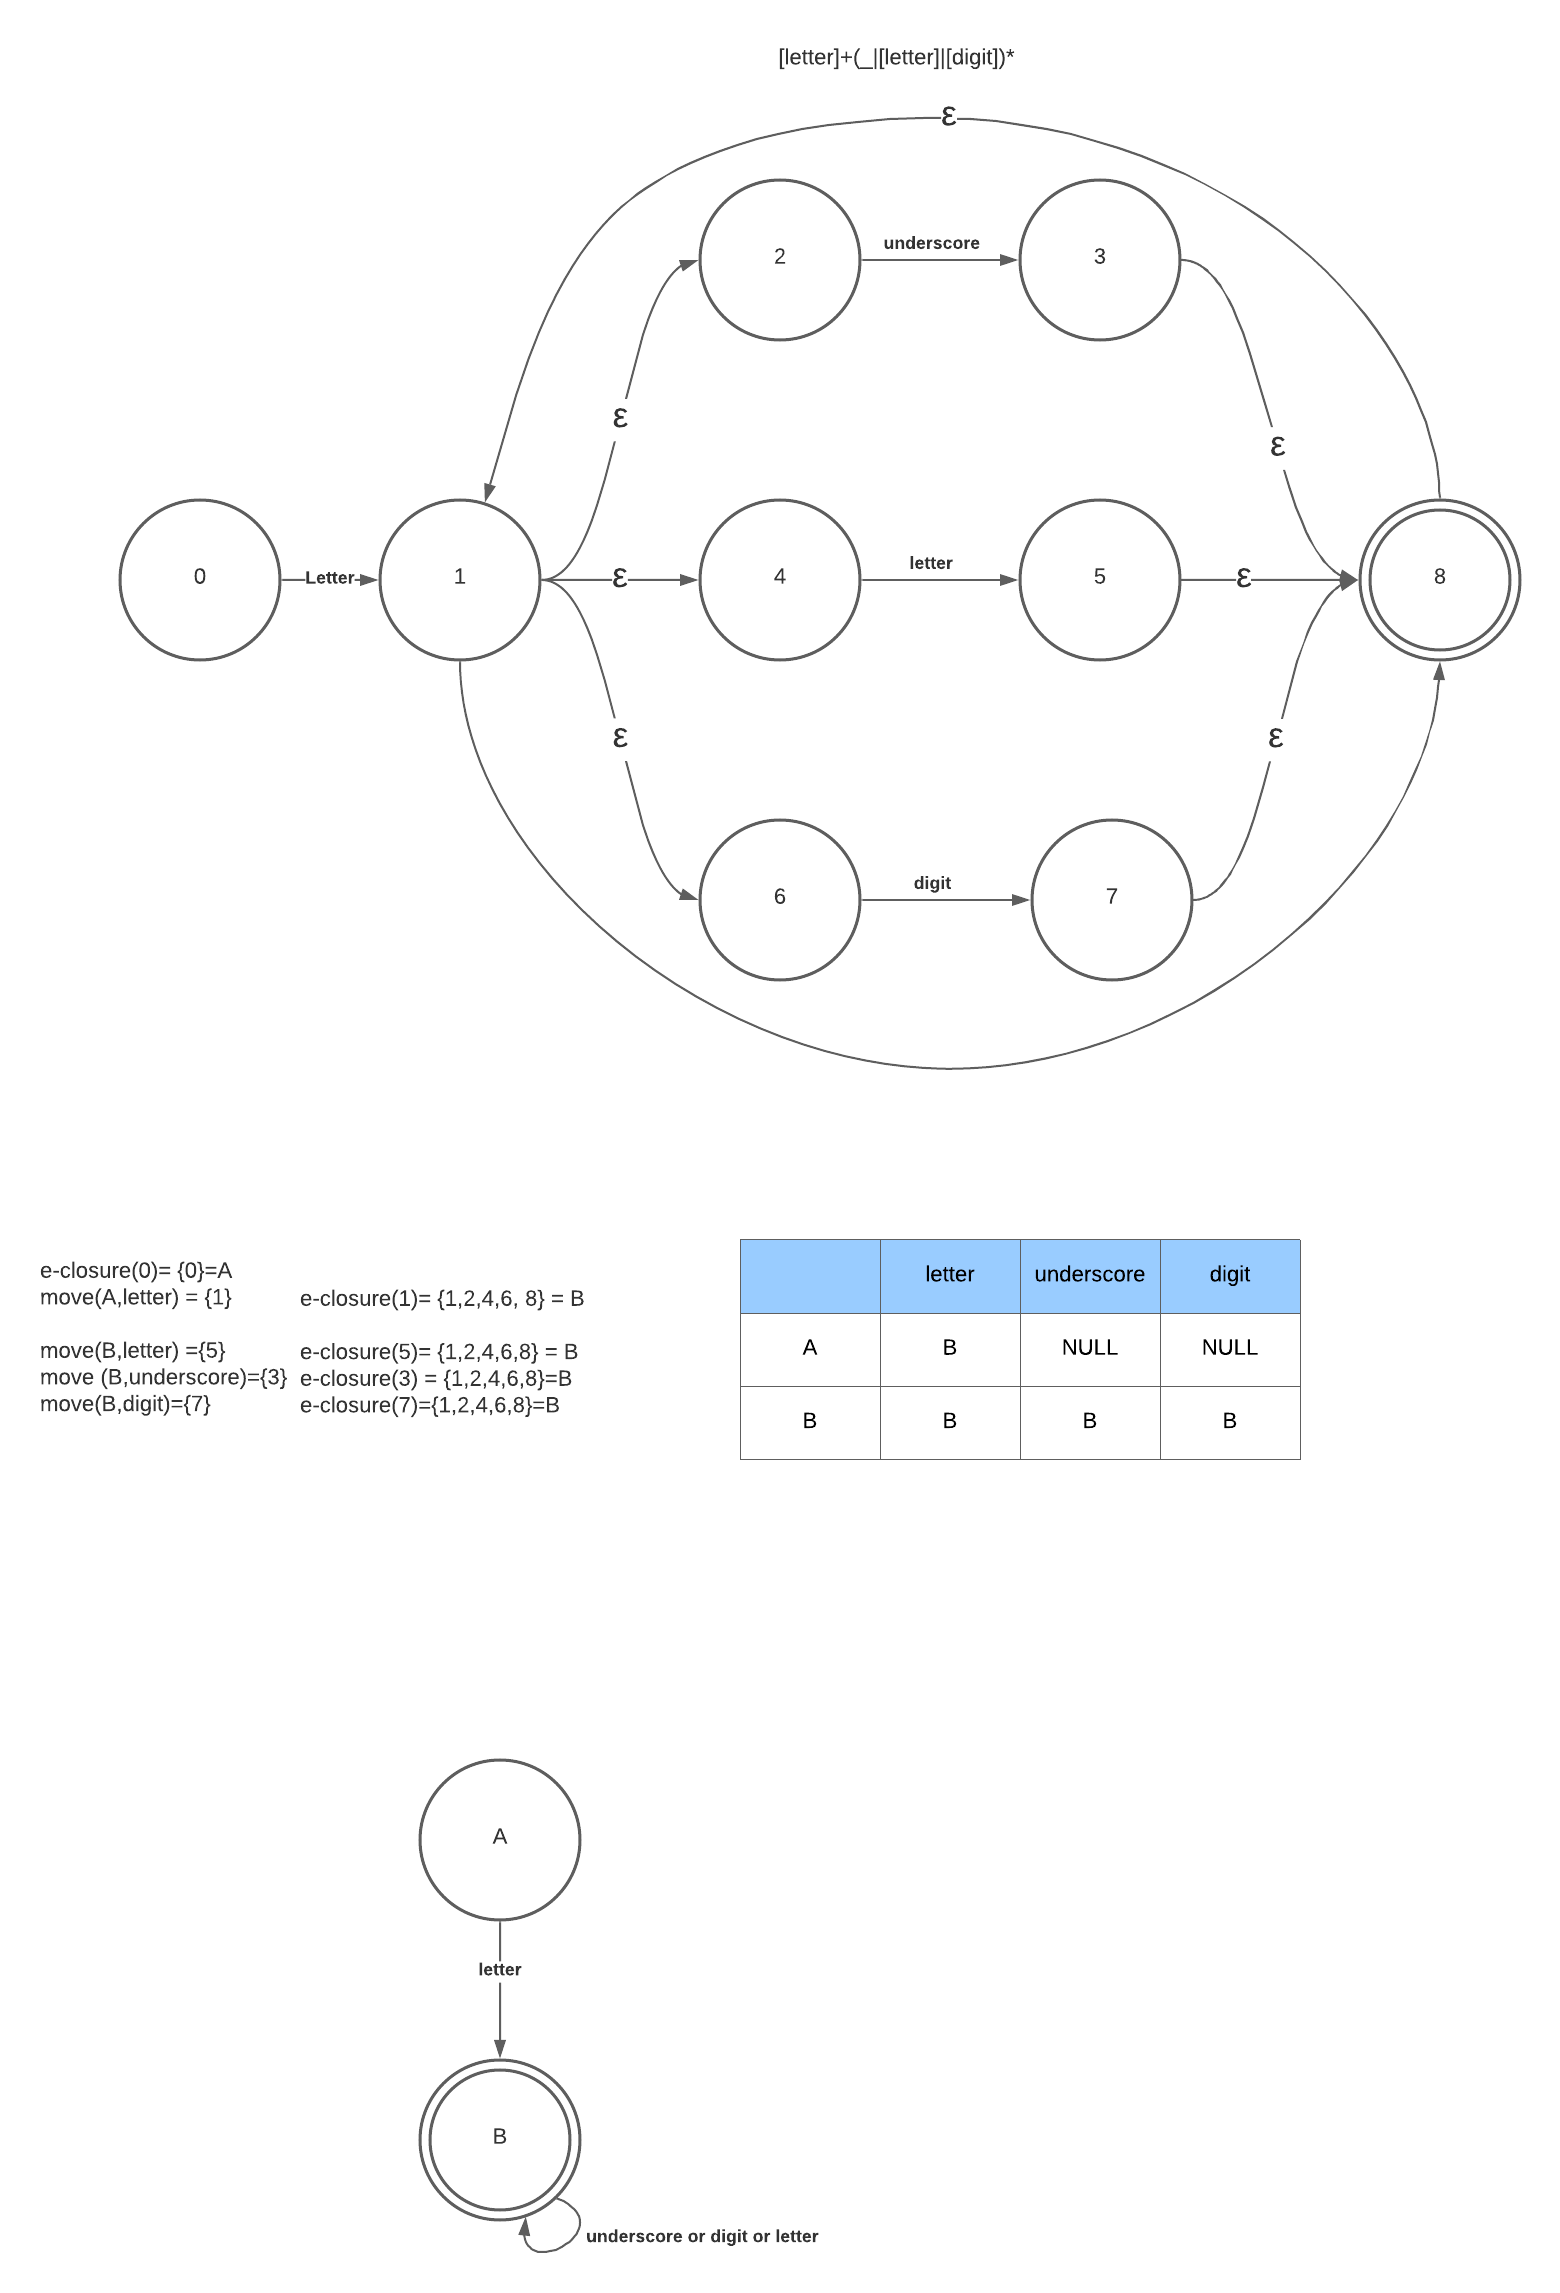 [letter]+(_|[letter]|[digit])*
ε
2
underscore
3
ε
ε
0
Letter
1
ε
4
letter
5
ε
8
ε
ε
6
digit
7
e-closure(0)= {0}=A
move(A,letter) = {1}
e-closure(1)= {1,2,4,6, 8} = B
move(B,letter) ={5}
e-closure(5)= {1,2,4,6,8} = B
move (B,underscore)={3}
e-closure(3) = {1,2,4,6,8}=B
move(B,digit)={7}
e-closure(7)={1,2,4,6,8}=B
letter underscore digit
A B NULL NULL
B B B B
A
letter
B
underscore or digit or letter